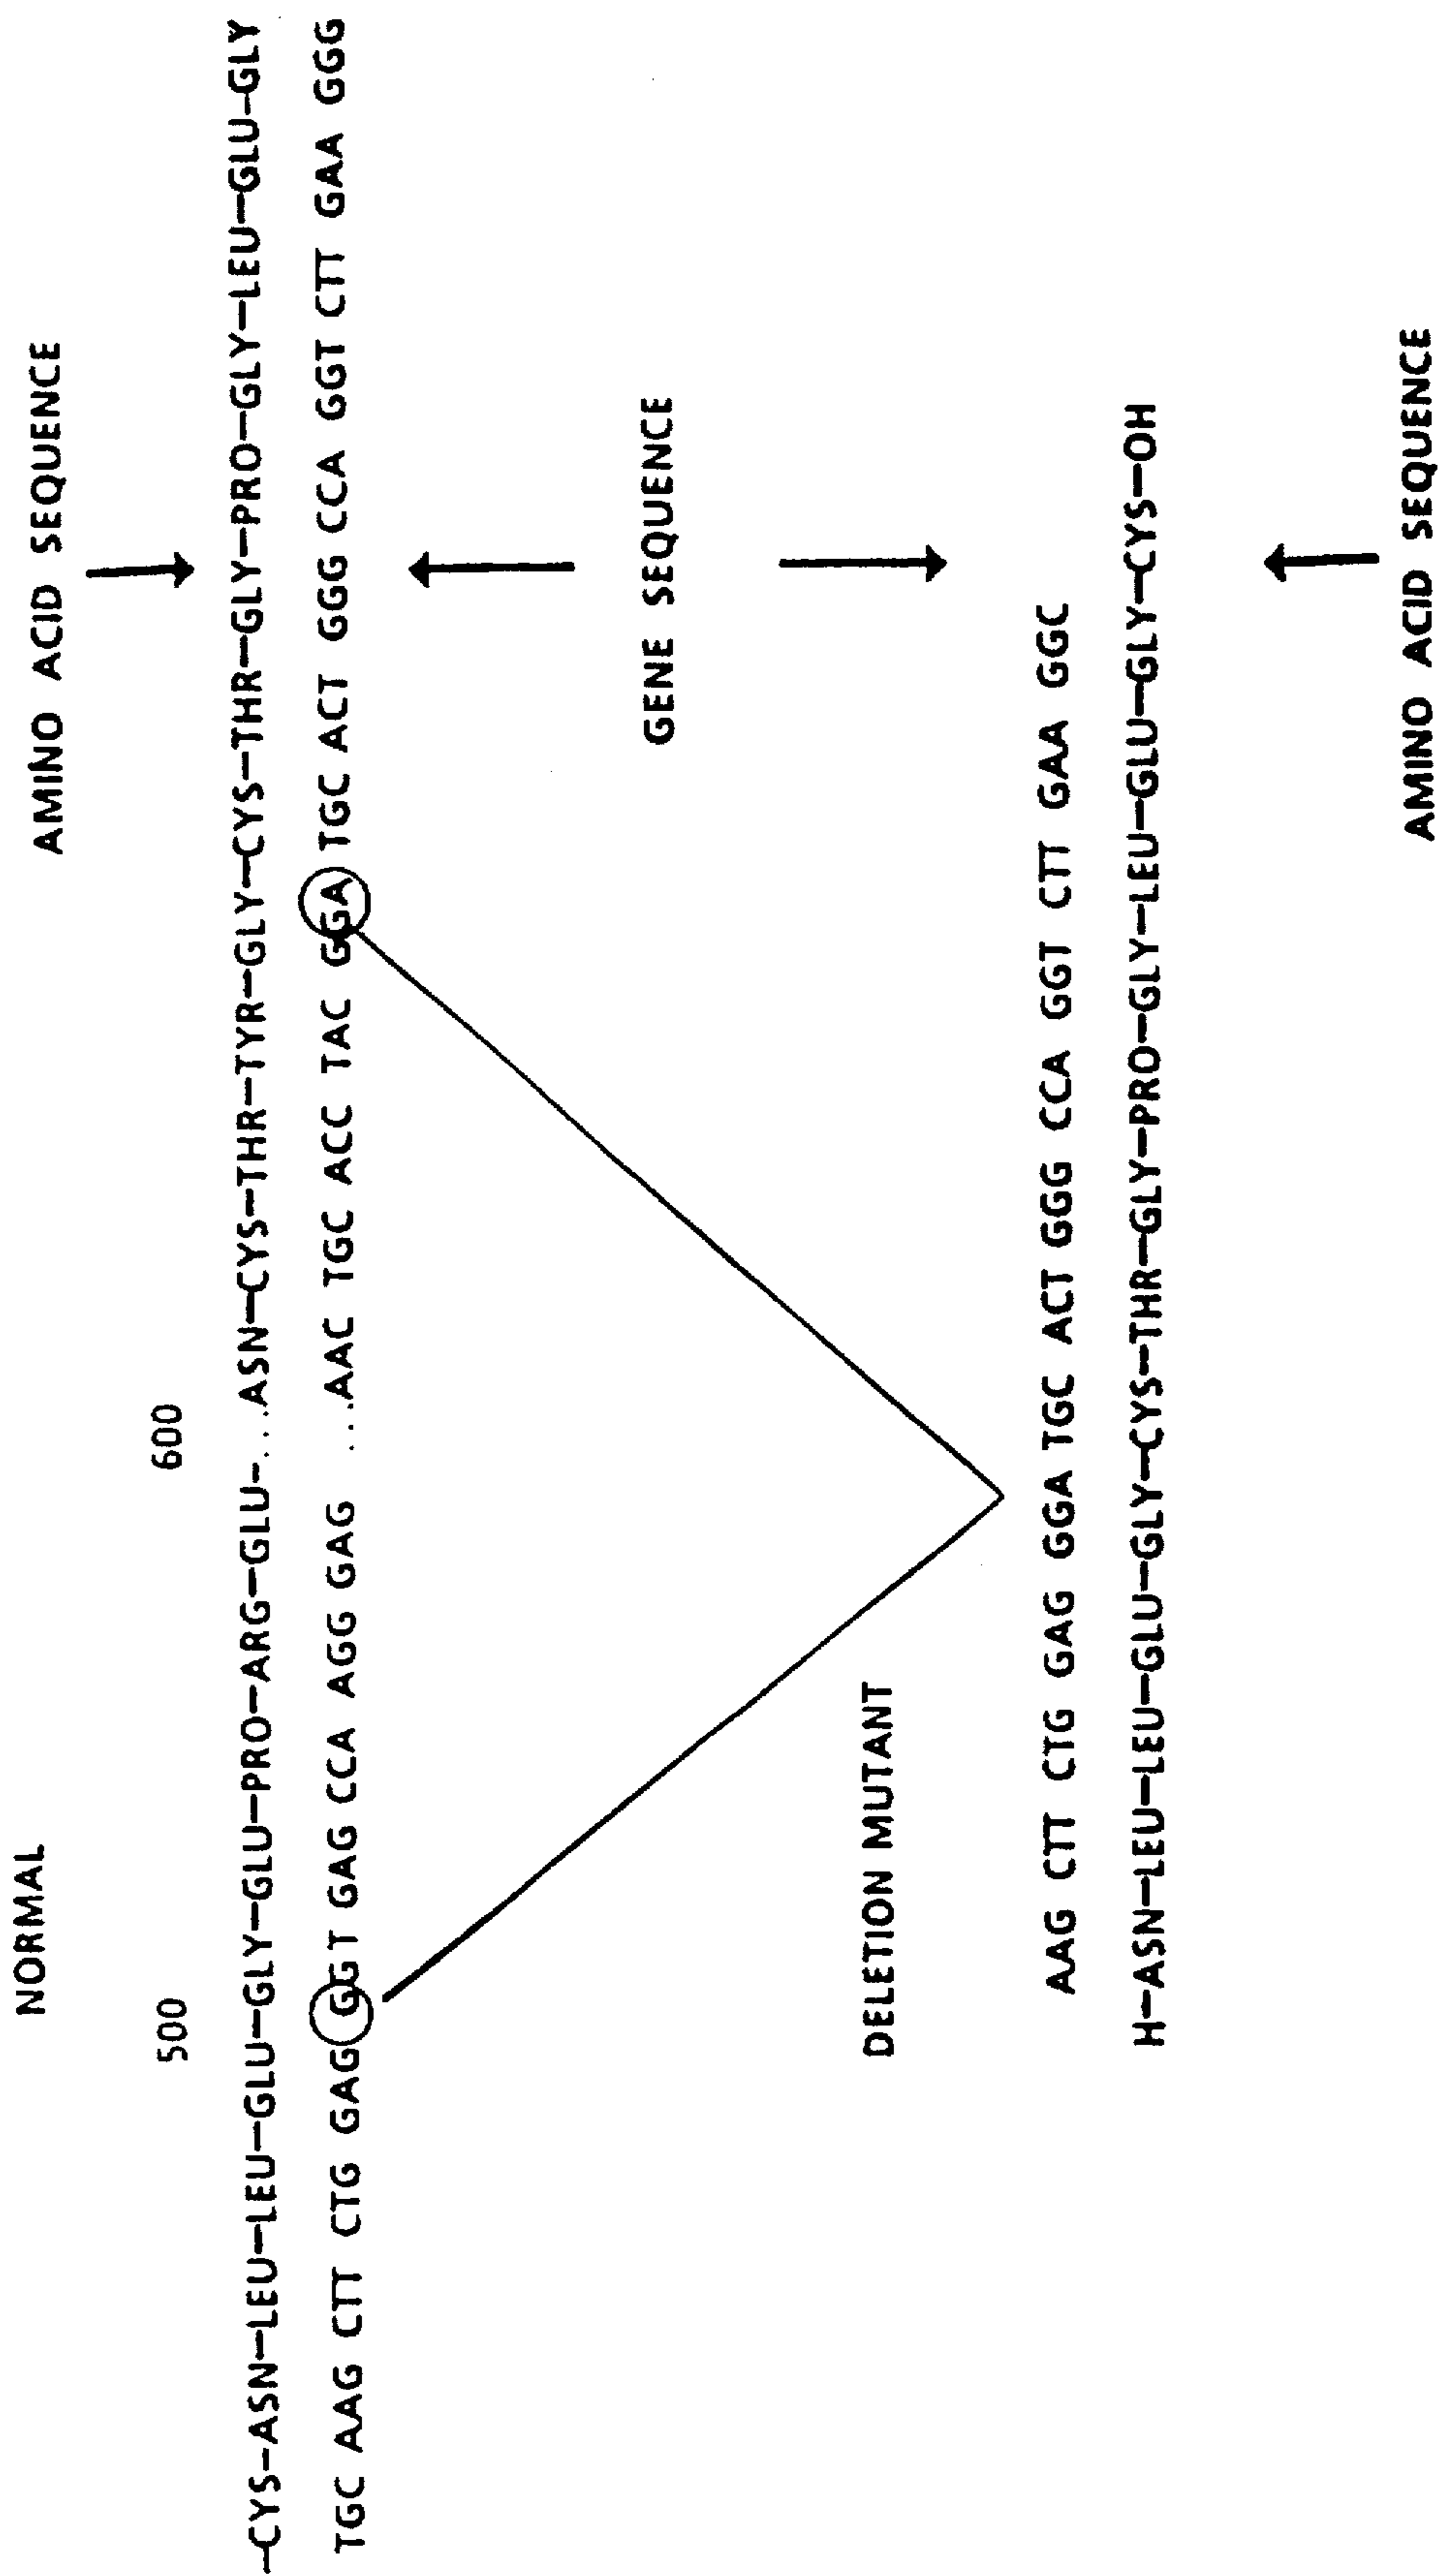 NORMAL
AMINO ACID SEQUENCE
500
600
—CYS—ASN—LEU—LEU—GLU—GLU—GLY—GLU—PRO—ARG—GLU—...ASN—CYS—THR—TYR—GLY—CYS—THR—GLY—PRO—GLY—LEU—GLU—GLY
TGC AAG CTT CTG GAG GGT GAG CCA AGG GAG ...AAC TGC ACC TAC GGA TGC ACT GGG CCA GGT CTT GAA GGG
GENE SEQUENCE
DELETION MUTANT
AAG CTT CTG GAG GGA TGC ACT GGG CCA GGT CTT GAA GGC
H—ASN—LEU—LEU—GLU—GLU—GLY—CYS—THR—GLY—PRO—GLY—LEU—GLU—GLY—CYS—OH
AMINO ACID SEQUENCE